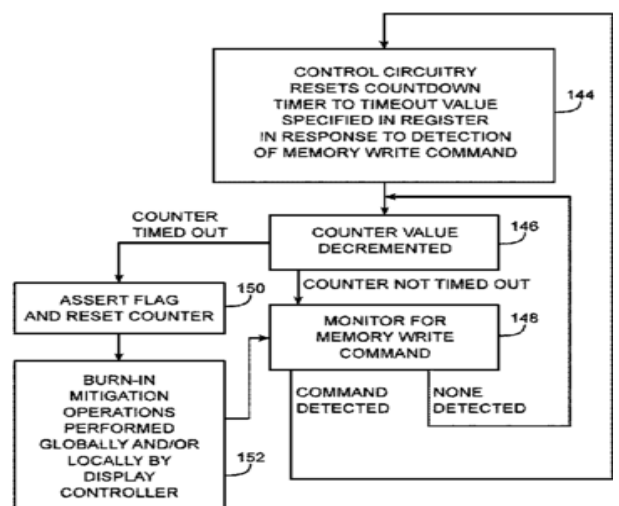 CONTROL CIRCUITRY
RESETS COUNTDOWN
TIMER TO TIMEOUT VALUE
SPECIFIED IN REGISTER
IN RESPONSE TO DETECTION
OF MEMORY WRITE COMMAND
144
COUNTER
TIMED OUT
COUNTER VALUE
DECREMENTED
146
COUNTER NOT TIMED OUT
ASSERT FLAG
AND RESET COUNTER
150
MONITOR FOR
MEMORY WRITE
COMMAND
148
COMMAND
DETECTED
NONE
DETECTED
BURN-IN
MITIGATION
OPERATIONS
PERFORMED
GLOBALLY AND/OR
LOCALLY BY
DISPLAY
CONTROLLER
152